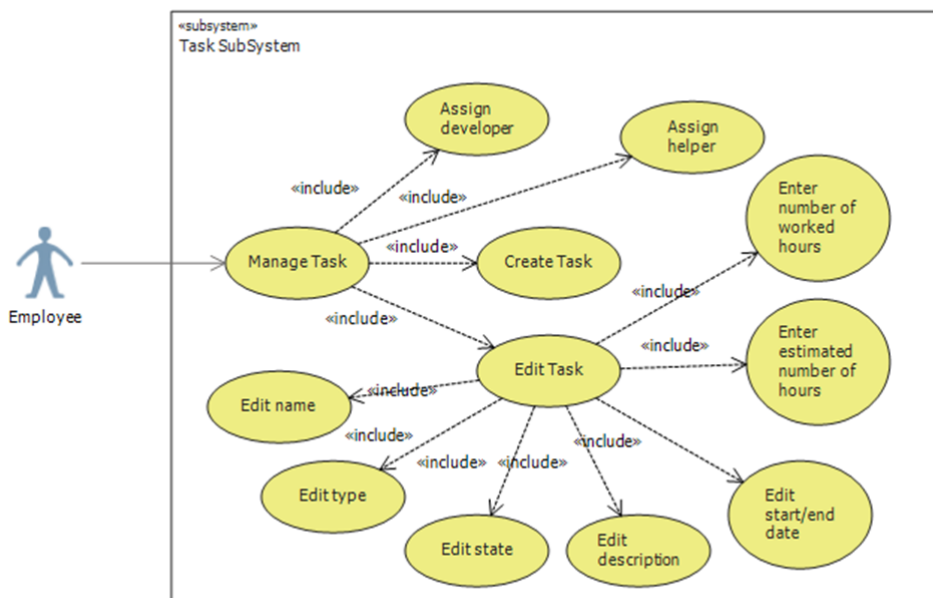 «subsystem»
Task SubSystem
Assign
developer
Assign
helper
«include»
«include»
Enter
number of
worked
hours
Manage Task
«include»
Create Task
Employee
«include»
«include»
Enter
estimated
number of
hours
«include»
Edit Task
Edit name
«include»
«include»
«include»
«include»
«include»
Edit type
Edit state
Edit
description
Edit
start/end
date